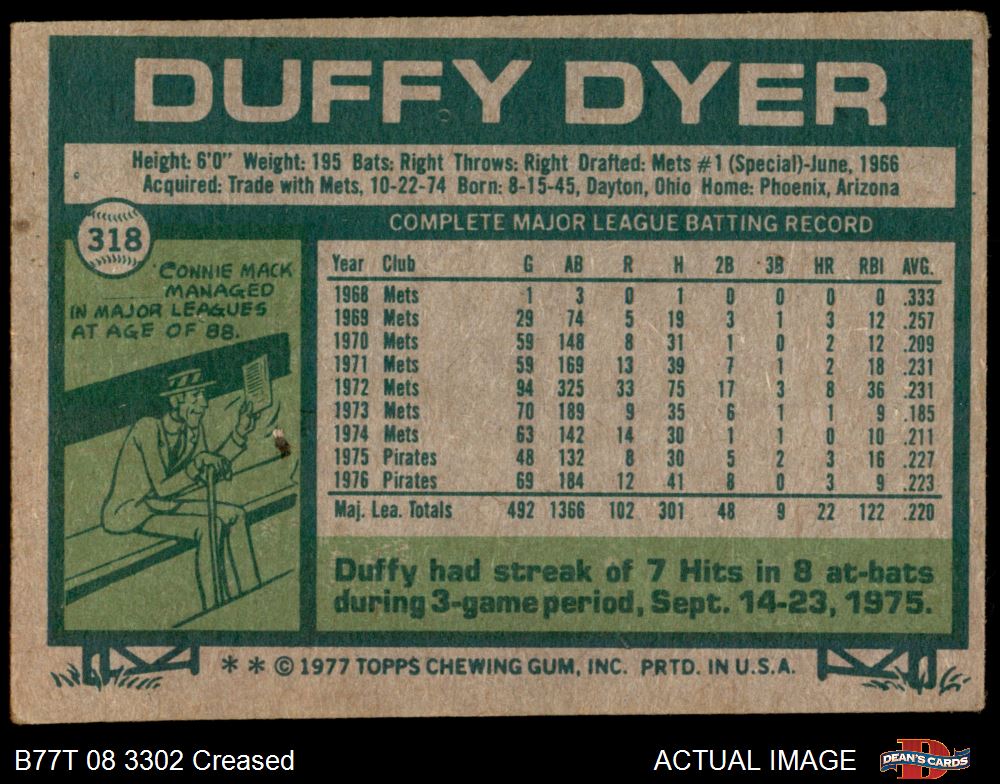 DUFFY DYER
Height: 6'0" Weight: 195 Bats: Right Throws: Right Drafted: Mets #1 (Special)-June, 1966
Acquired: Trade with Mets, 10-22-74 Born: 8-15-45, Dayton, Ohio Home: Phoenix, Arizona
318
COMPLETE MAJOR LEAGUE BATTING RECORD
CONNIE MACK
MANAGED
IN MAJOR LEAGUES
AT AGE OF 88.
Year Club G AB R H 2B 3B HR RBI AVG.
1968 Mets 1 3 0 1 0 0 0 0 .333
1969 Mets 29 74 5 19 3 1 3 12 .257
1970 Mets 59 148 8 31 1 0 2 12 .209
1971 Mets 59 169 13 39 7 1 2 18 .231
1972 Mets 94 325 33 75 17 3 8 36 .231
1973 Mets 70 189 9 35 6 1 1 9 .185
1974 Mets 63 142 14 30 1 1 0 10 .211
1975 Pirates 48 132 8 30 5 2 3 16 .227
1976 Pirates 69 184 12 41 8 0 3 9 .223
Maj. Lea. Totals 492 1366 102 301 48 9 22 122 .220
Duffy had streak of 7 Hits in 8 at-bats
during 3-game period, Sept. 14-23, 1975.
* * © 1977 TOPPS CHEWING GUM, INC. PRTD. IN U.S.A.
B77T 08 3302 Creased
ACTUAL IMAGE
D
DEAN'S CARDS